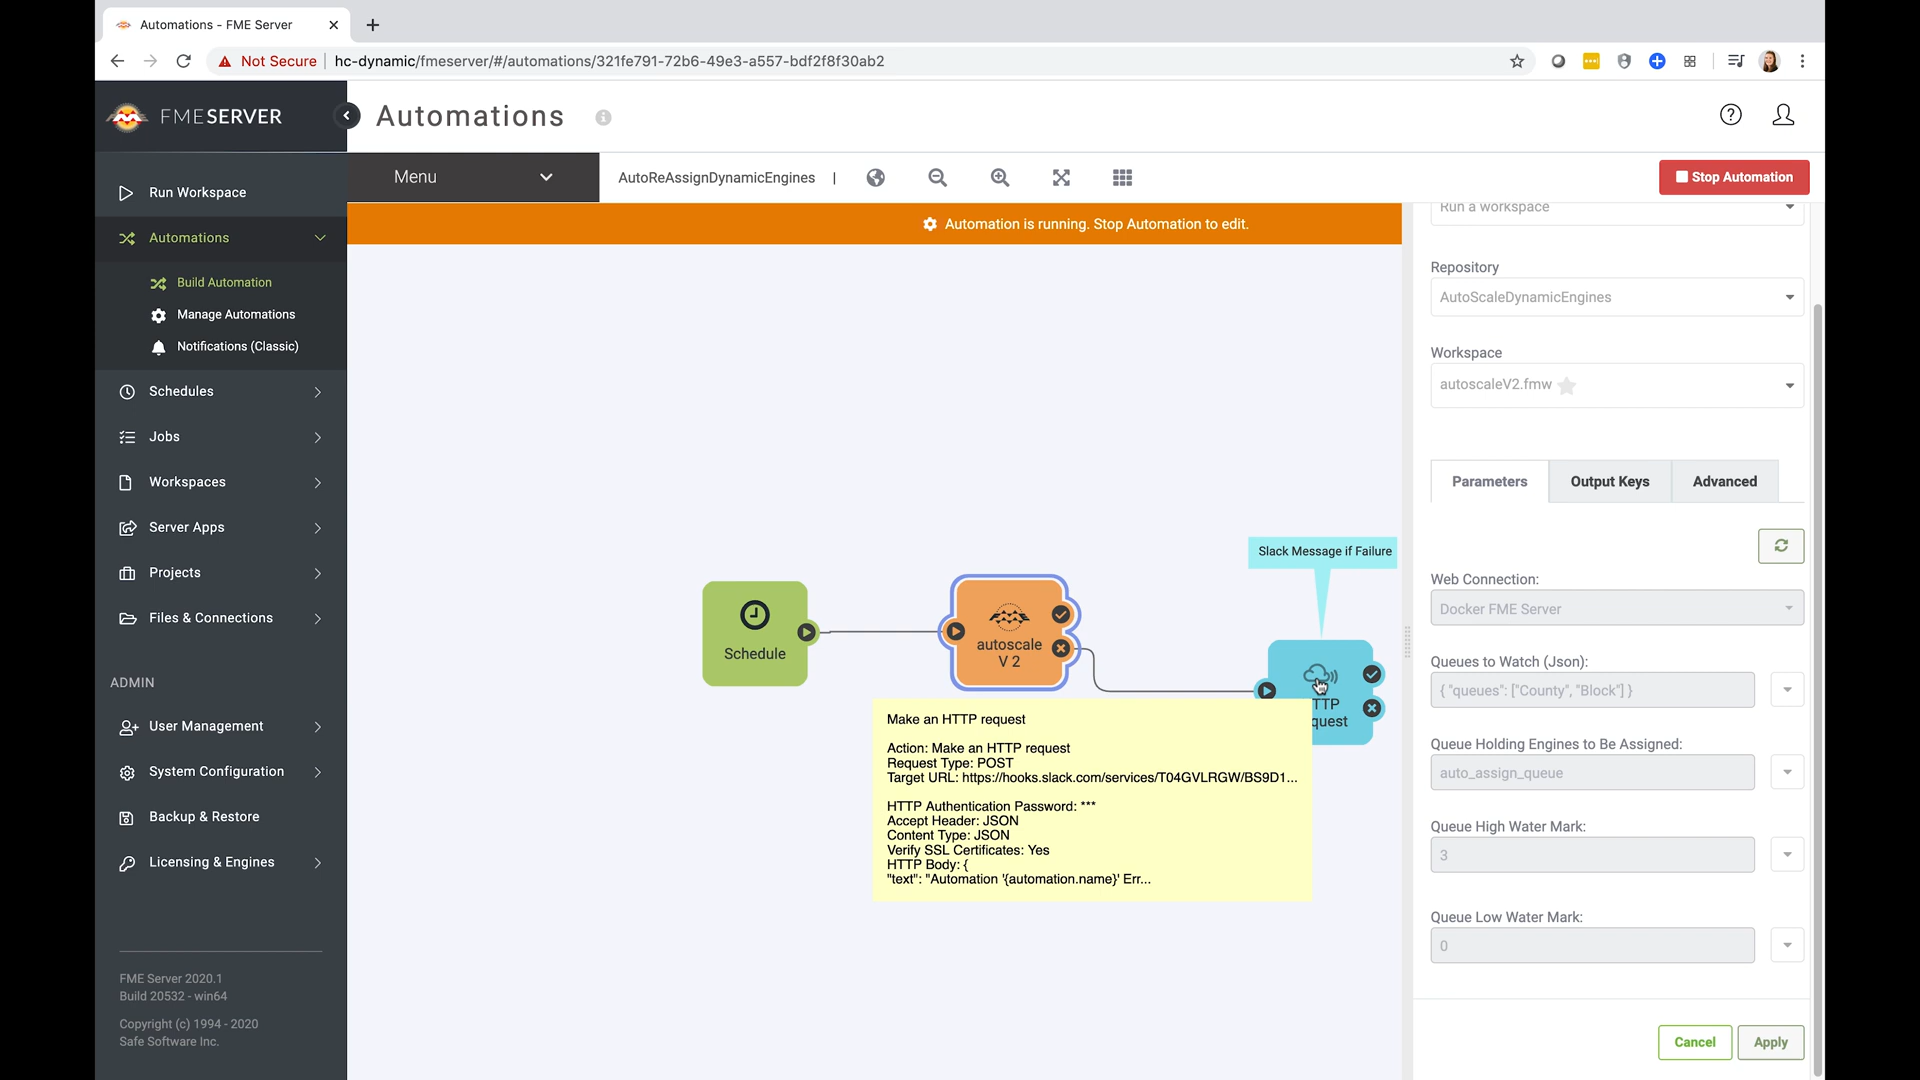 Automations - FME Server
Not Secure
hc-dynamic/fmeserver/#/automations/321fe791-72b6-49e3-a557-bdf2f8f30ab2
FMESERVER
Automations
Run Workspace
Automations
Build Automation
Manage Automations
Notifications (Classic)
Schedules
Jobs
Workspaces
Server Apps
Projects
Files & Connections
ADMIN
User Management
System Configuration
Backup & Restore
Licensing & Engines
FME Server 2020.1
Build 20532 - win64
Copyright (c) 1994 - 2020
Safe Software Inc.
Menu
AutoReAssignDynamicEngines
Stop Automation
Automation is running. Stop Automation to edit.
Schedule
autoscale
V 2
Slack Message if Failure
TTP
quest
Make an HTTP request
Action: Make an HTTP request
Request Type: POST
Target URL: https://hooks.slack.com/services/T04GVLRGW/BS9D1...
HTTP Authentication Password: ***
Accept Header: JSON
Content Type: JSON
Verify SSL Certificates: Yes
HTTP Body: {
"text": "Automation '{automation.name}' Err...
Run a workspace
Repository
AutoScaleDynamicEngines
Workspace
autoscaleV2.fmw
Parameters
Output Keys
Advanced
Web Connection:
Docker FME Server
Queues to Watch (Json):
{ "queues": ["County", "Block"] }
Queue Holding Engines to Be Assigned:
auto_assign_queue
Queue High Water Mark:
3
Queue Low Water Mark:
0
Cancel
Apply